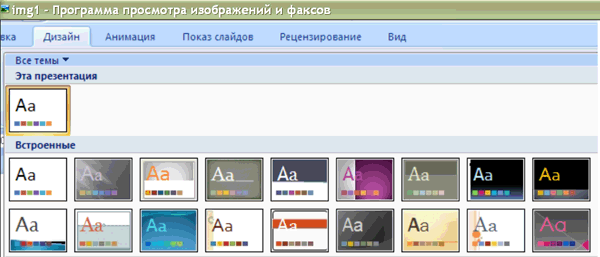 img1 - Программа просмотра изображений и факсов
вка Дизайн Анимация Показ слайдов Рецензирование Вид
Все темы
Эта презентация
Aa
Встроенные
Aa Aa Aa Aa Aa Aa Aa Aa Aa
Aa Aa Aa Aa Aa Aa Aa Aa Aa